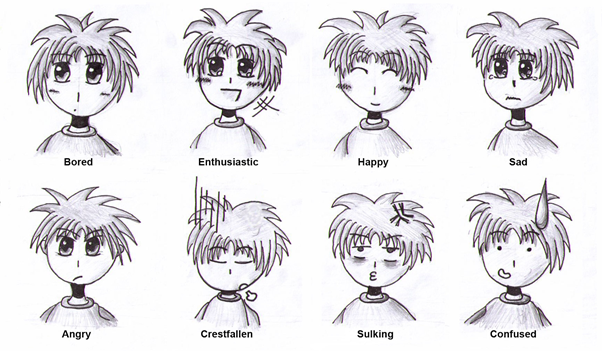 Bored
Enthusiastic
Happy
Sad
Angry
Crestfallen
Sulking
Confused